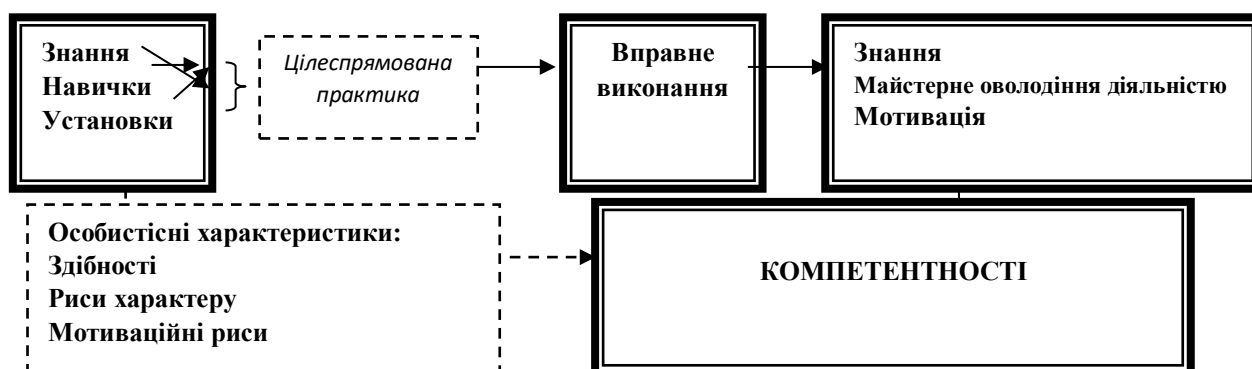 Знання
Навички
Установки
Цілеспрямована
практика
Вправне
виконання
Знання
Майстерне оволодіння діяльністю
Мотивація
Особистісні характеристики:
Здібності
Риси характеру
Мотиваційні риси
КОМПЕТЕНТНОСТІ